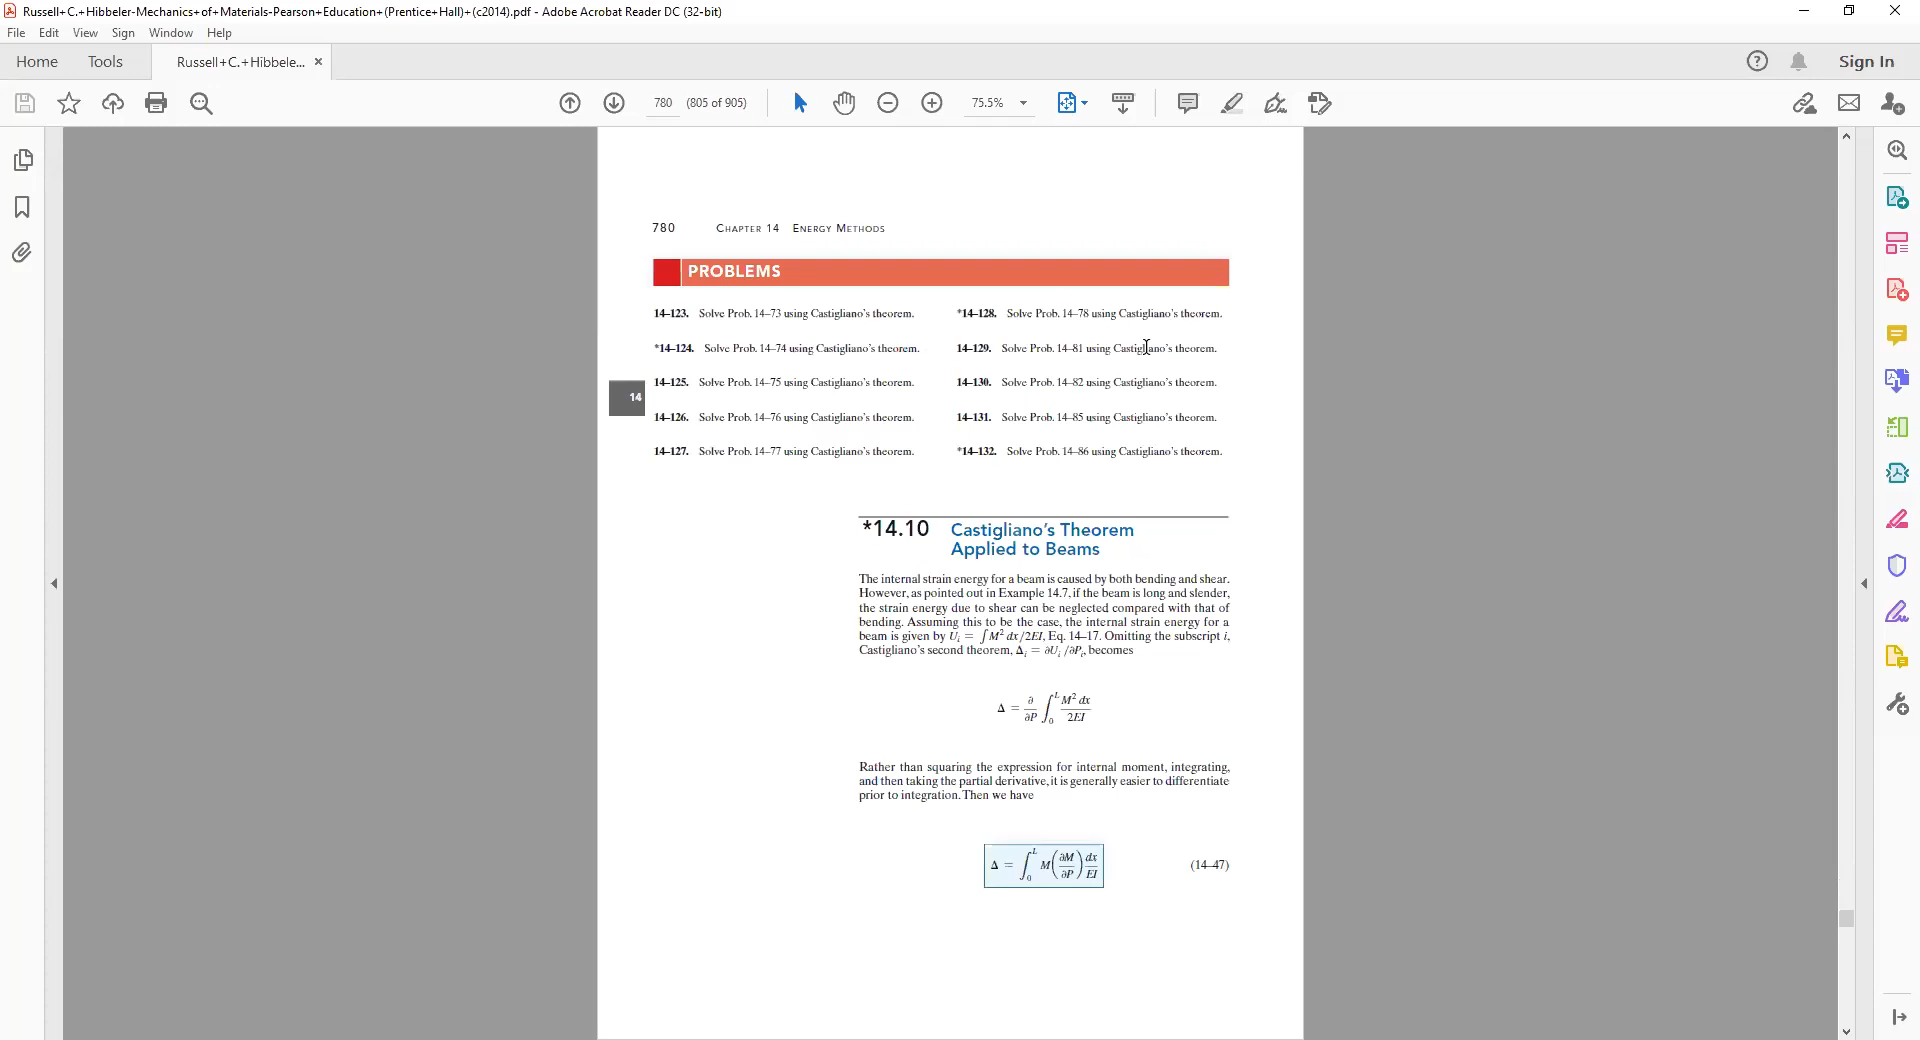 Russell+C.+Hibbeler-Mechanics+of+Materials-Pearson+Education+(Prentice+Hall)+(c2014).pdf - Adobe Acrobat Reader DC (32-bit)
File Edit View Sign Window Help
Home Tools Russell+C.+Hibbele... × Sign In
780 (805 of 905) 75.5%
780 CHAPTER 14 ENERGY METHODS
PROBLEMS
14–123. Solve Prob. 14–73 using Castigliano's theorem.
*14–124. Solve Prob. 14–74 using Castigliano's theorem.
14–125. Solve Prob. 14–75 using Castigliano's theorem.
14
14–126. Solve Prob. 14–76 using Castigliano's theorem.
14–127. Solve Prob. 14–77 using Castigliano's theorem.
*14–128. Solve Prob. 14–78 using Castigliano's theorem.
14–129. Solve Prob. 14–81 using Castigliano's theorem.
14–130. Solve Prob. 14–82 using Castigliano's theorem.
14–131. Solve Prob. 14–85 using Castigliano's theorem.
*14–132. Solve Prob. 14–86 using Castigliano's theorem.
*14.10 Castigliano's Theorem
Applied to Beams
The internal strain energy for a beam is caused by both bending and shear.
However, as pointed out in Example 14.7, if the beam is long and slender,
the strain energy due to shear can be neglected compared with that of
bending. Assuming this to be the case, the internal strain energy for a
beam is given by Uᵢ = ∫M² dx/2EI, Eq. 14–17. Omitting the subscript i,
Castigliano's second theorem, Δᵢ = ∂Uᵢ/∂Pᵢ, becomes
Δ = ∂/∂P ∫₀ᴸ M² dx/2EI
Rather than squaring the expression for internal moment, integrating,
and then taking the partial derivative, it is generally easier to differentiate
prior to integration. Then we have
Δ = ∫₀ᴸ M(∂M/∂P) dx/EI (14–47)